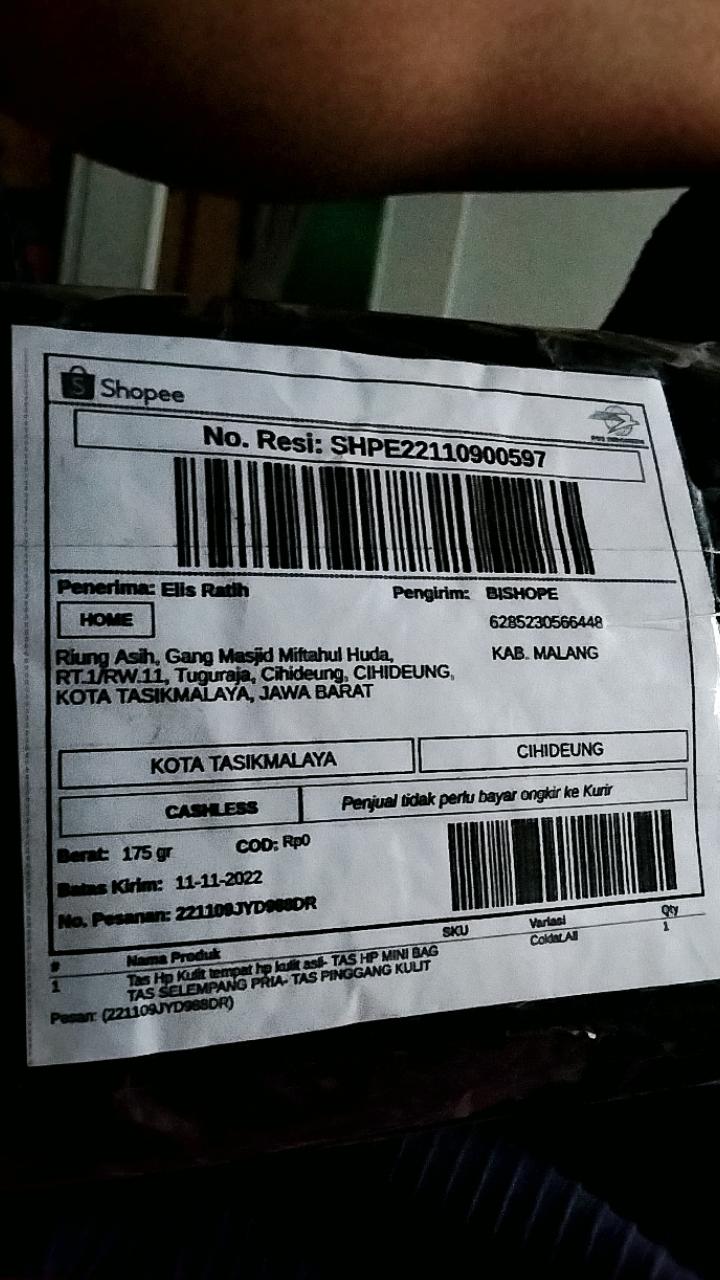 Shopee
No. Resi: SHPE22110900597
Penerima: Elis Ratih
Pengirim: BISHOPE
HOME
6285230566448
Riung Asih, Gang Masjid Miftahul Huda,
KAB. MALANG
RT.1/RW.11, Tuguraja, Cihideung, CIHIDEUNG,
KOTA TASIKMALAYA, JAWA BARAT
KOTA TASIKMALAYA
CIHIDEUNG
CASHLESS
Penjual tidak perlu bayar ongkir ke Kurir
Berat: 175 gr
COD: Rp0
Batas Kirim: 11-11-2022
No. Pesanan: 221109JYD988DR
# Nama Produk SKU Variasi Qty
1 Tas Hp Kulit tempat hp kulit asli- TAS HP MINI BAG 1
TAS SELEMPANG PRIA- TAS PINGGANG KULIT
Pesan: (221109JYD988DR)